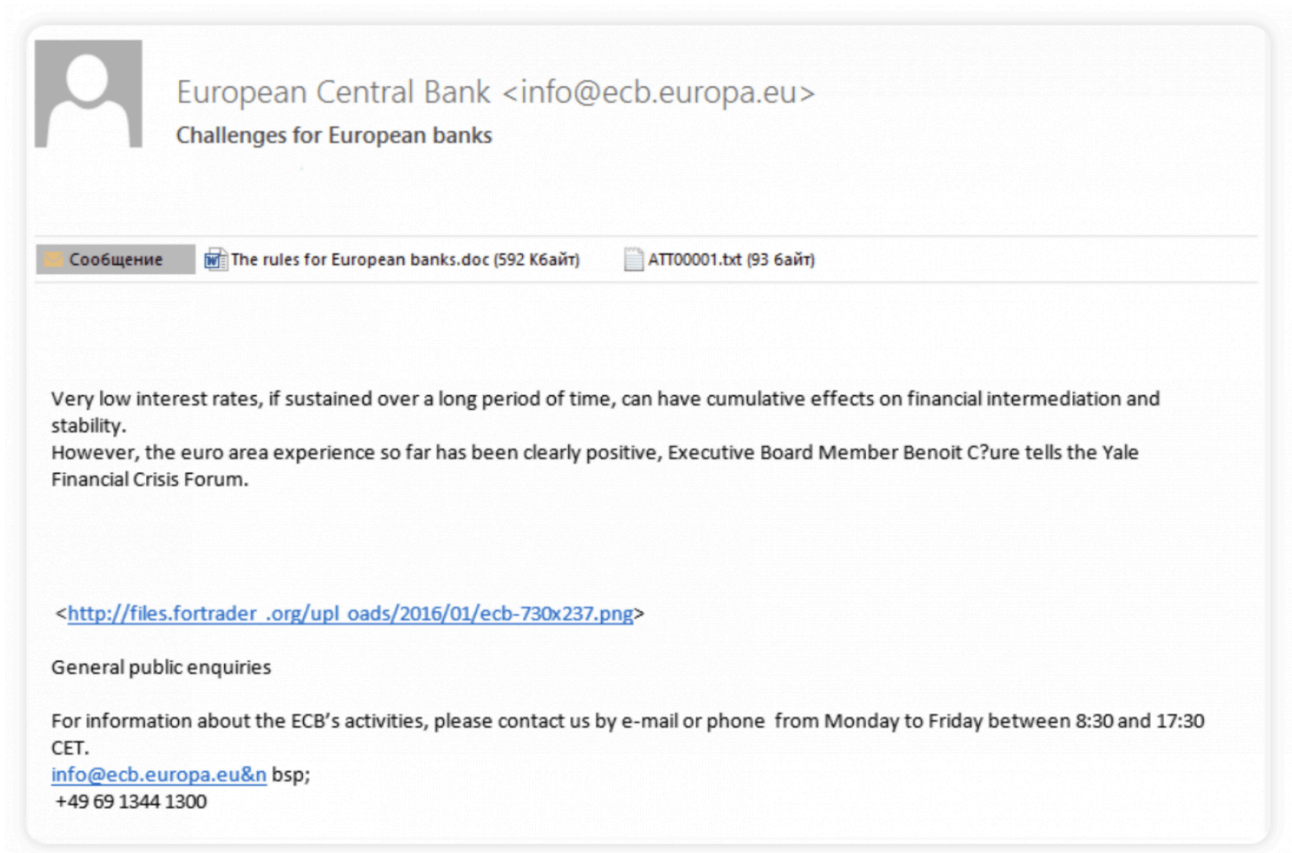 European Central Bank <info@ecb.europa.eu>
Challenges for European banks
Сообщение The rules for European banks.doc (592 Кбайт) ATT00001.txt (93 байт)
Very low interest rates, if sustained over a long period of time, can have cumulative effects on financial intermediation and
stability.
However, the euro area experience so far has been clearly positive, Executive Board Member Benoit C?ure tells the Yale
Financial Crisis Forum.
<http://files.fortrader .org/upl oads/2016/01/ecb-730x237.png>
General public enquiries
For information about the ECB’s activities, please contact us by e-mail or phone from Monday to Friday between 8:30 and 17:30
CET.
info@ecb.europa.eu&n bsp;
+49 69 1344 1300